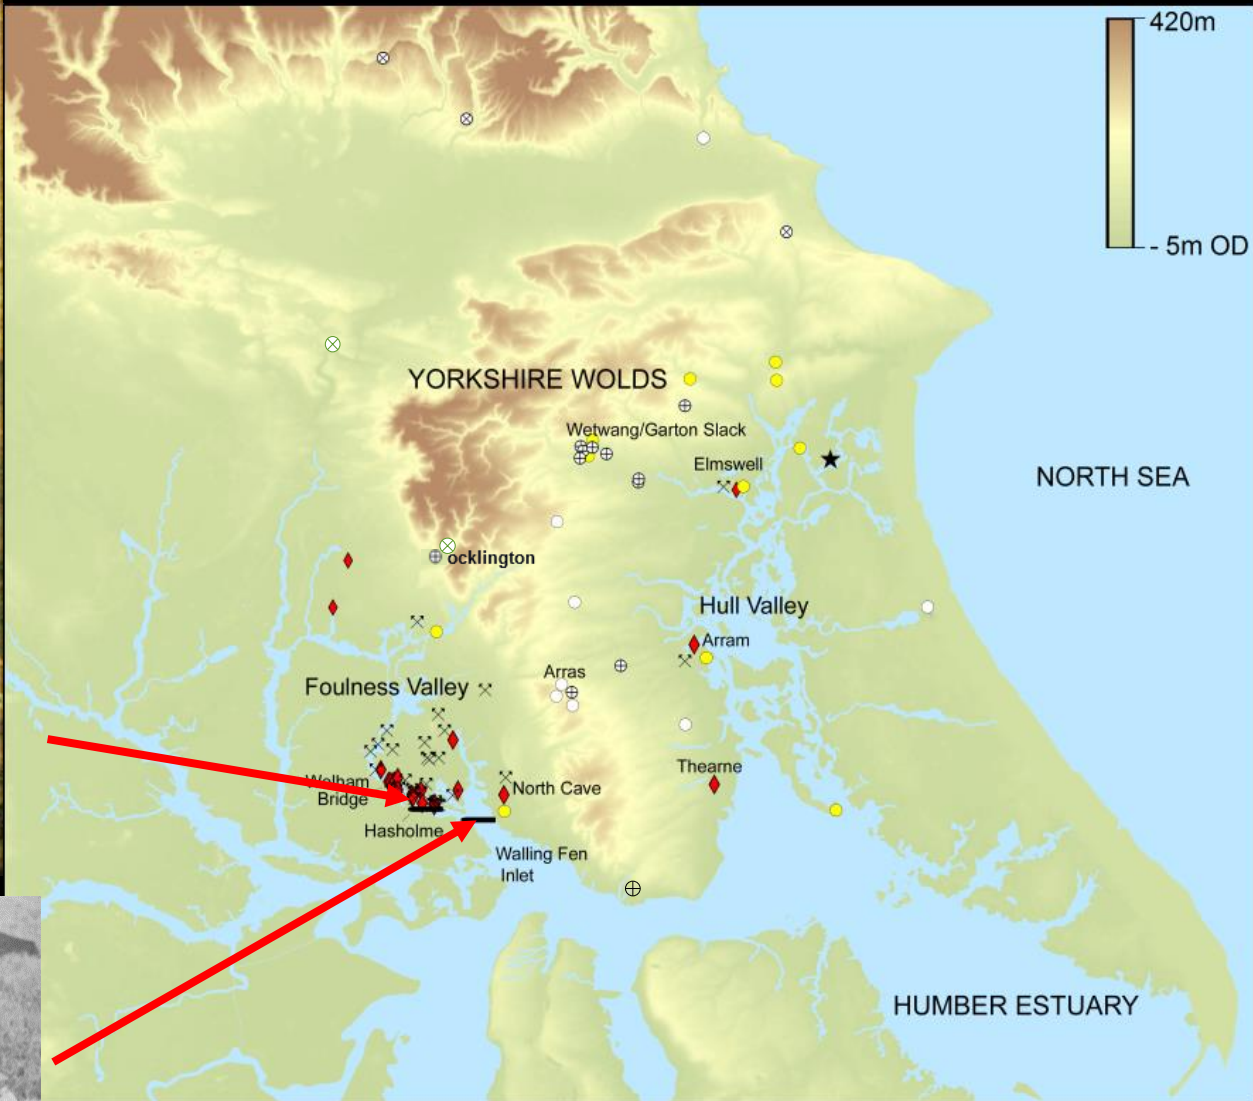 420m
- 5m OD
YORKSHIRE WOLDS
Wetwang/Garton Slack
Elmswell
NORTH SEA
ocklington
Hull Valley
Arram
Arras
Foulness Valley
Thearne
Welham
Bridge
North Cave
Hasholme
Walling Fen
Inlet
HUMBER ESTUARY